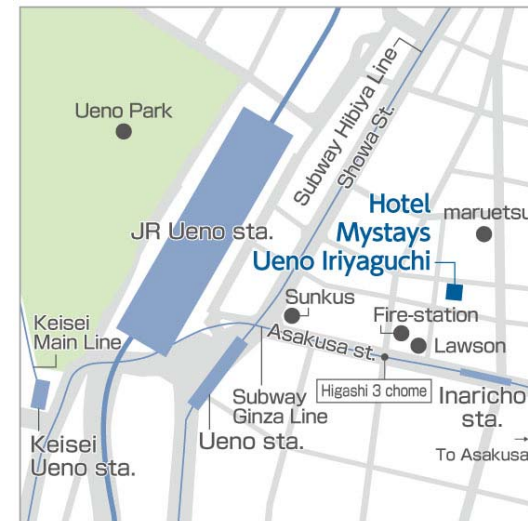 Ueno Park
JR Ueno sta.
Subway Hibiya Line
Showa St.
Hotel
Mystays
Ueno Iriyaguchi
maruetsu
Sunkus
Fire-station
Lawson
Asakusa st.
Higashi 3 chome
Inaricho
sta.
To Asakusa
Keisei
Main Line
Keisei
Ueno sta.
Ueno sta.
Subway
Ginza Line